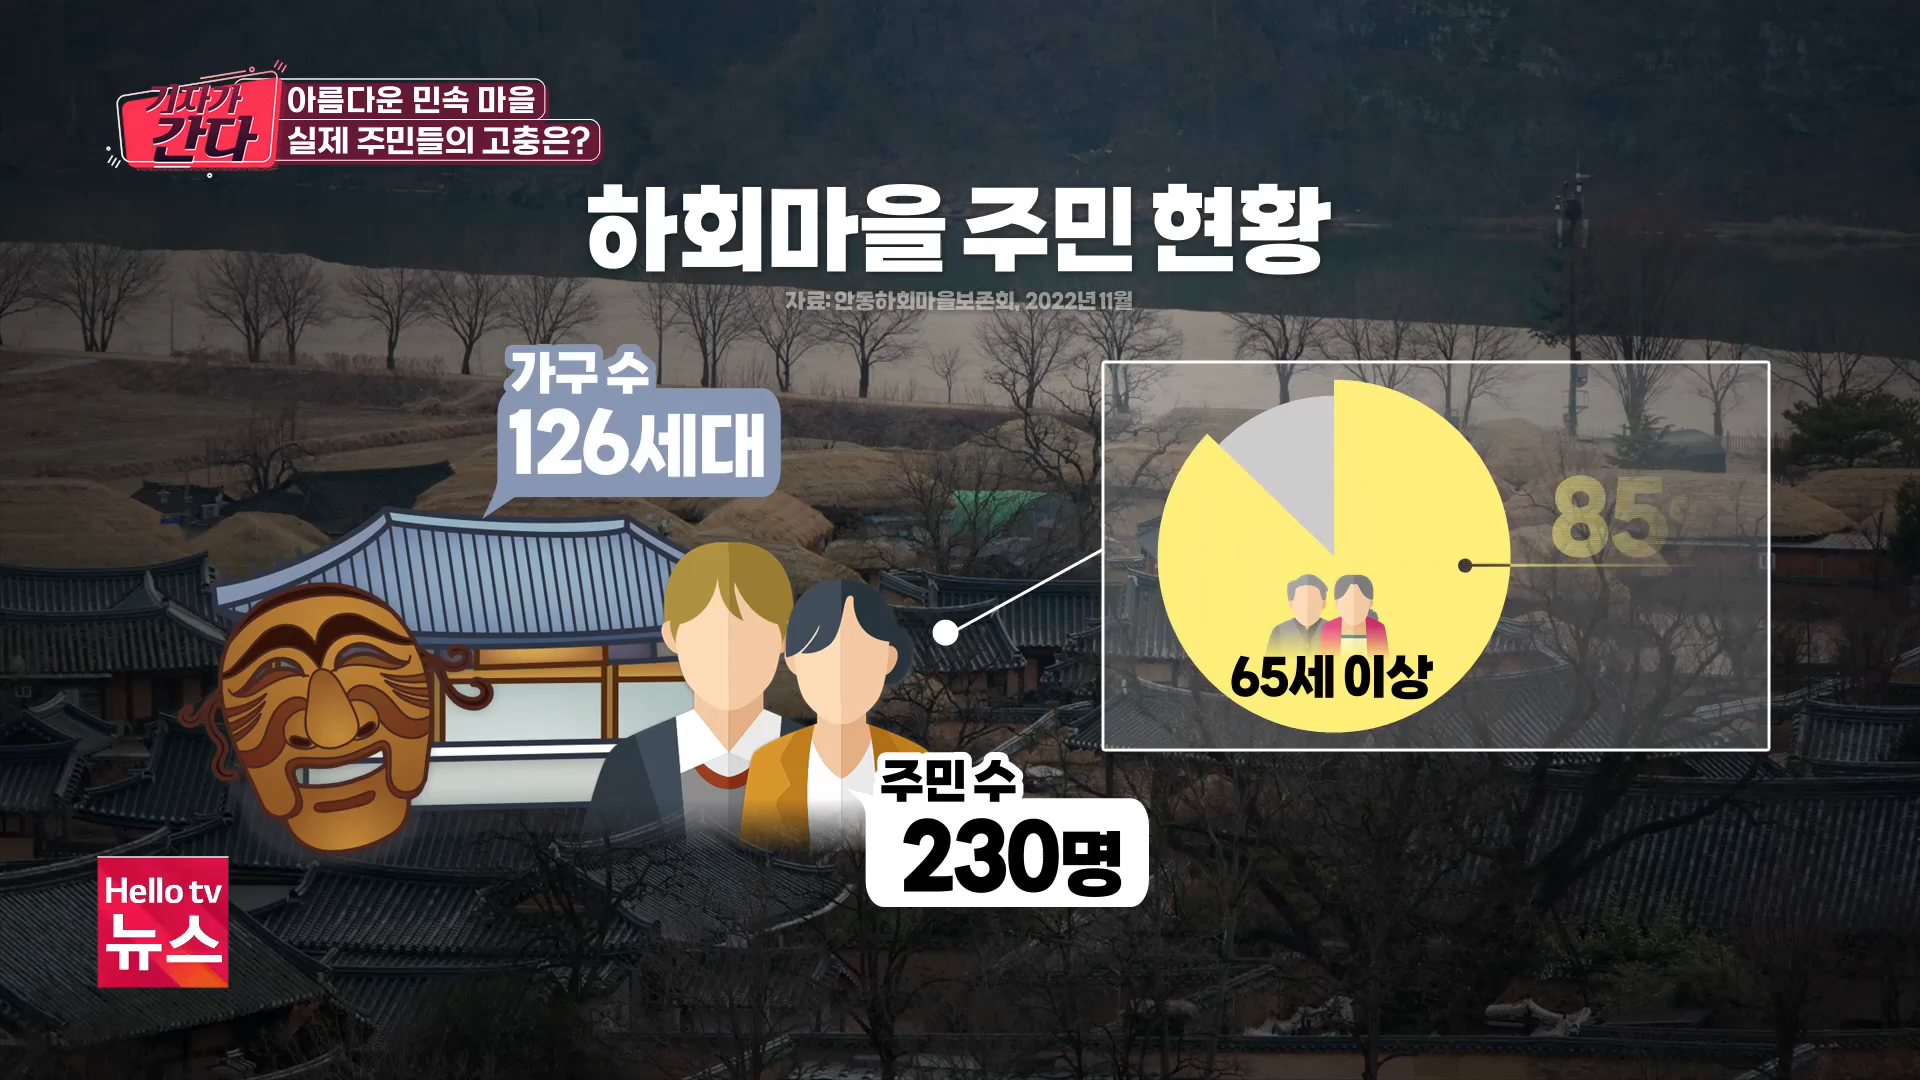 기자가
간다
아름다운 민속 마을
실제 주민들의 고충은?
하회마을 주민 현황
자료: 안동하회마을보존회, 2022년 11월
가구 수
126세대
85%
65세 이상
주민 수
230명
Hello tv
뉴스